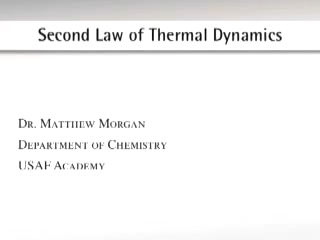 Second Law of Thermal Dynamics
Dr. Matthew Morgan
Department of Chemistry
USAF Academy